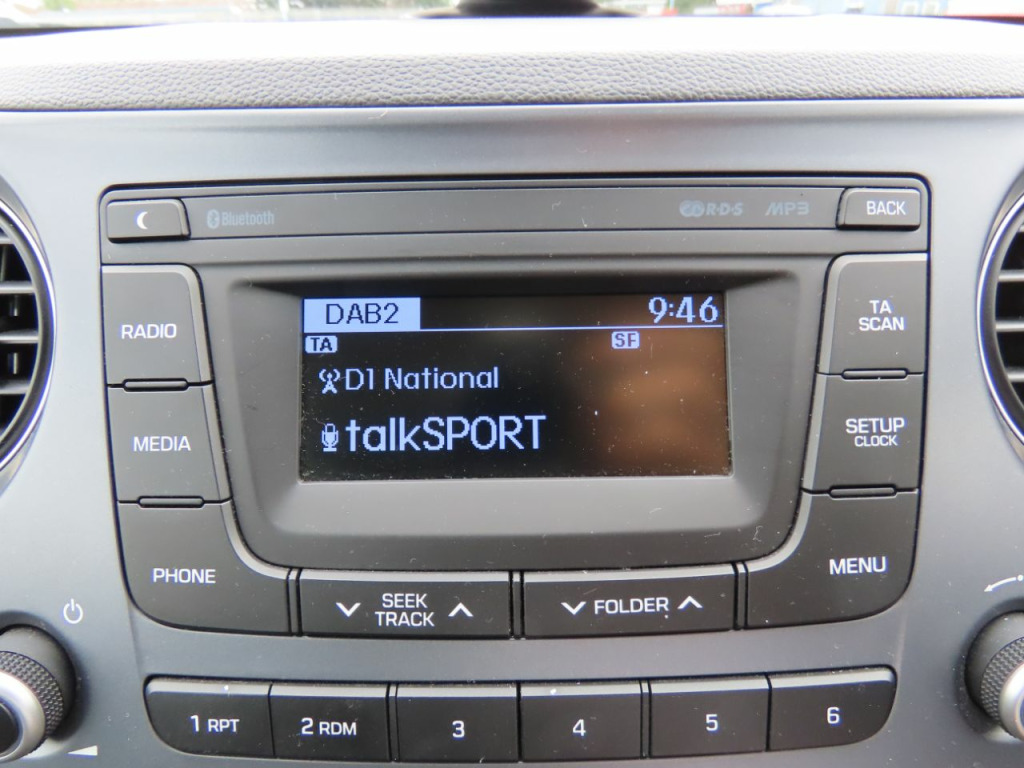 Bluetooth
R·D·S
MP3
BACK
RADIO
DAB2
9:46
TA
SCAN
TA
SF
D1 National
MEDIA
talkSPORT
SETUP
CLOCK
PHONE
SEEK
TRACK
FOLDER
MENU
1 RPT
2 RDM
3
4
5
6